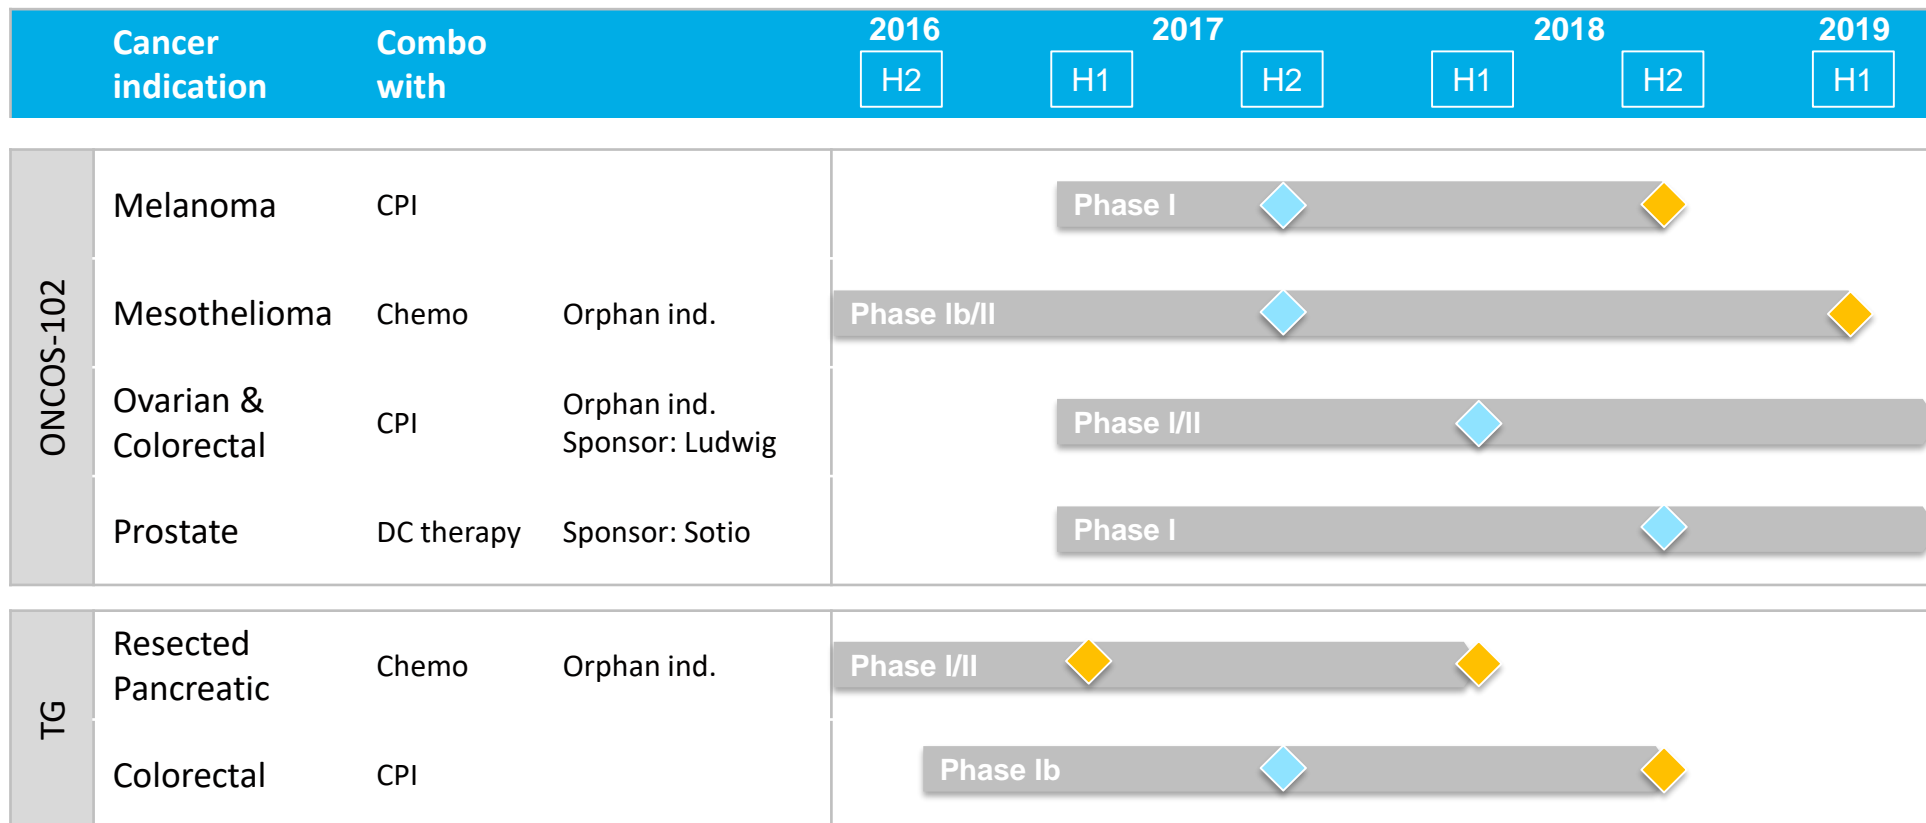 Cancer indication
Combo with
2016
2017
2018
2019
H2
H1
H2
H1
H2
H1
ONCOS-102
Melanoma
CPI
Phase I
Mesothelioma
Chemo
Orphan ind.
Phase Ib/II
Ovarian &
Colorectal
CPI
Orphan ind.
Sponsor: Ludwig
Phase I/II
Prostate
DC therapy
Sponsor: Sotio
Phase I
TG
Resected
Pancreatic
Chemo
Orphan ind.
Phase I/II
Colorectal
CPI
Phase Ib